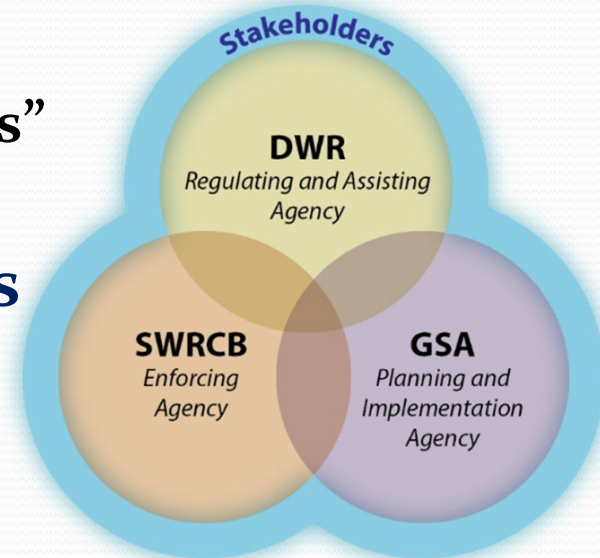 Stakeholders
s”
DWR
Regulating and Assisting
Agency
s
SWRCB
Enforcing
Agency
GSA
Planning and
Implementation
Agency